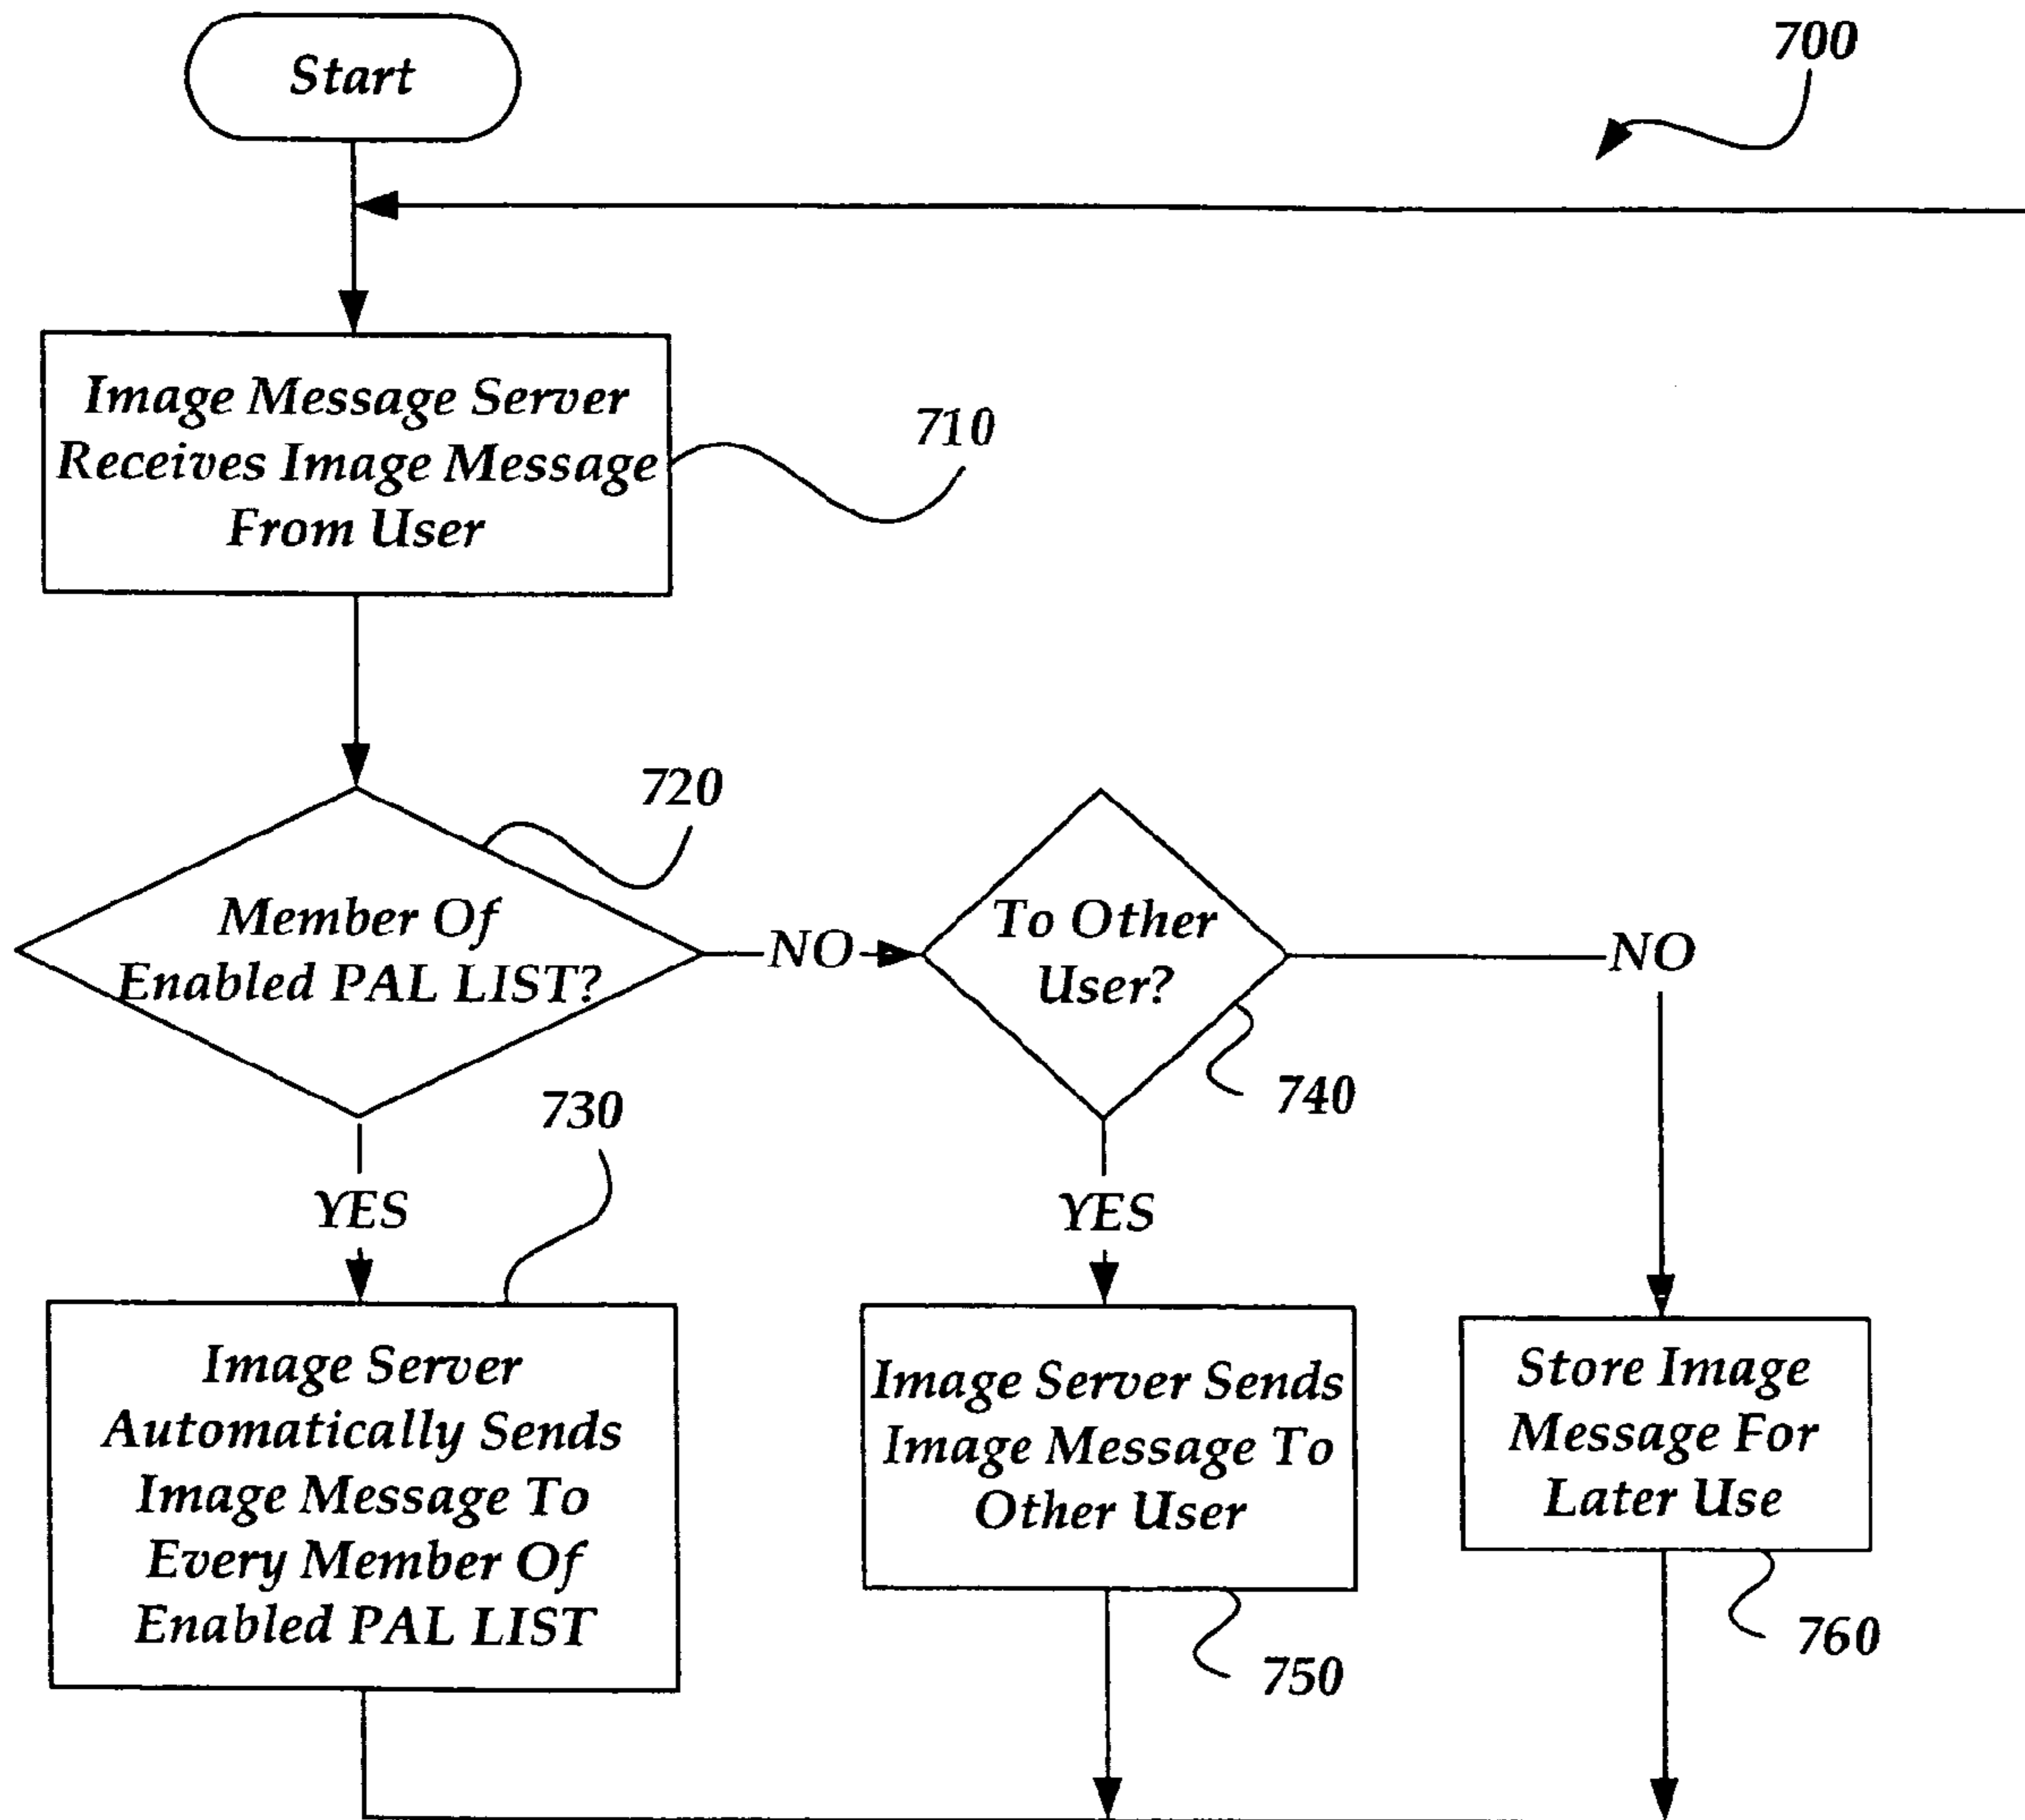 Start
700
Image Message Server
Receives Image Message
From User
710
720
Member Of
Enabled PAL LIST?
NO
To Other
User?
NO
740
730
YES
YES
Image Server
Automatically Sends
Image Message To
Every Member Of
Enabled PAL LIST
Image Server Sends
Image Message To
Other User
Store Image
Message For
Later Use
750
760